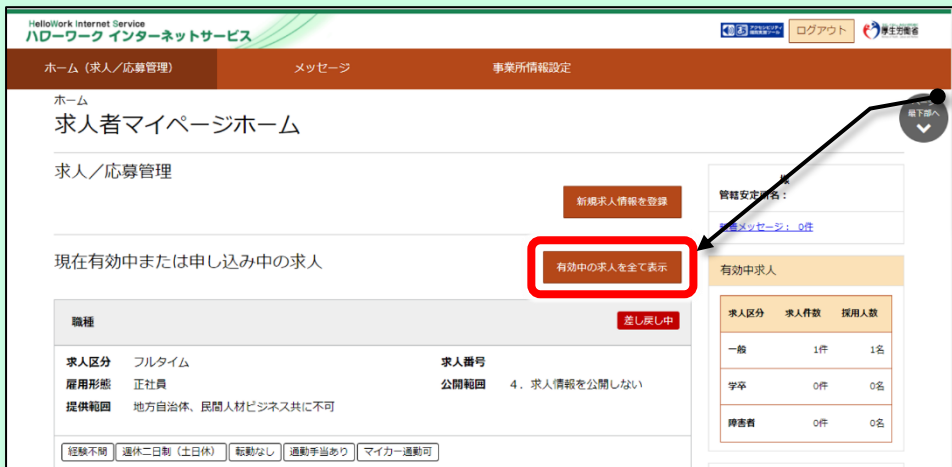 HelloWork Internet Service
ハローワーク インターネットサービス
ログアウト
厚生労働省
ホーム（求人／応募管理）
メッセージ
事業所情報設定
ホーム
求人者マイページホーム
最下部へ
求人／応募管理
新規求人情報を登録
様
管轄安定所名：
新着メッセージ： 0件
現在有効中または申し込み中の求人
有効中の求人を全て表示
有効中求人
職種
差し戻し中
求人区分 フルタイム
求人番号
雇用形態 正社員
公開範囲 4．求人情報を公開しない
提供範囲 地方自治体、民間人材ビジネス共に不可
経験不問 週休二日制（土日休） 転勤なし 通勤手当あり マイカー通勤可
求人区分 求人件数 採用人数
一般 1件 1名
学卒 0件 0名
障害者 0件 0名